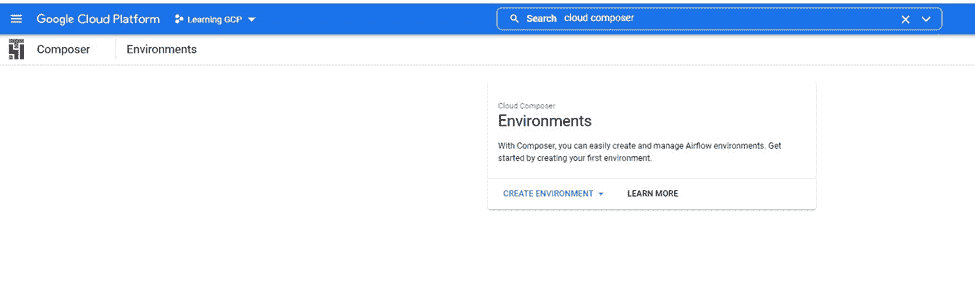 Google Cloud Platform Learning GCP Search cloud composer
Composer Environments
Cloud Composer
Environments
With Composer, you can easily create and manage Airflow environments. Get
started by creating your first environment.
CREATE ENVIRONMENT LEARN MORE